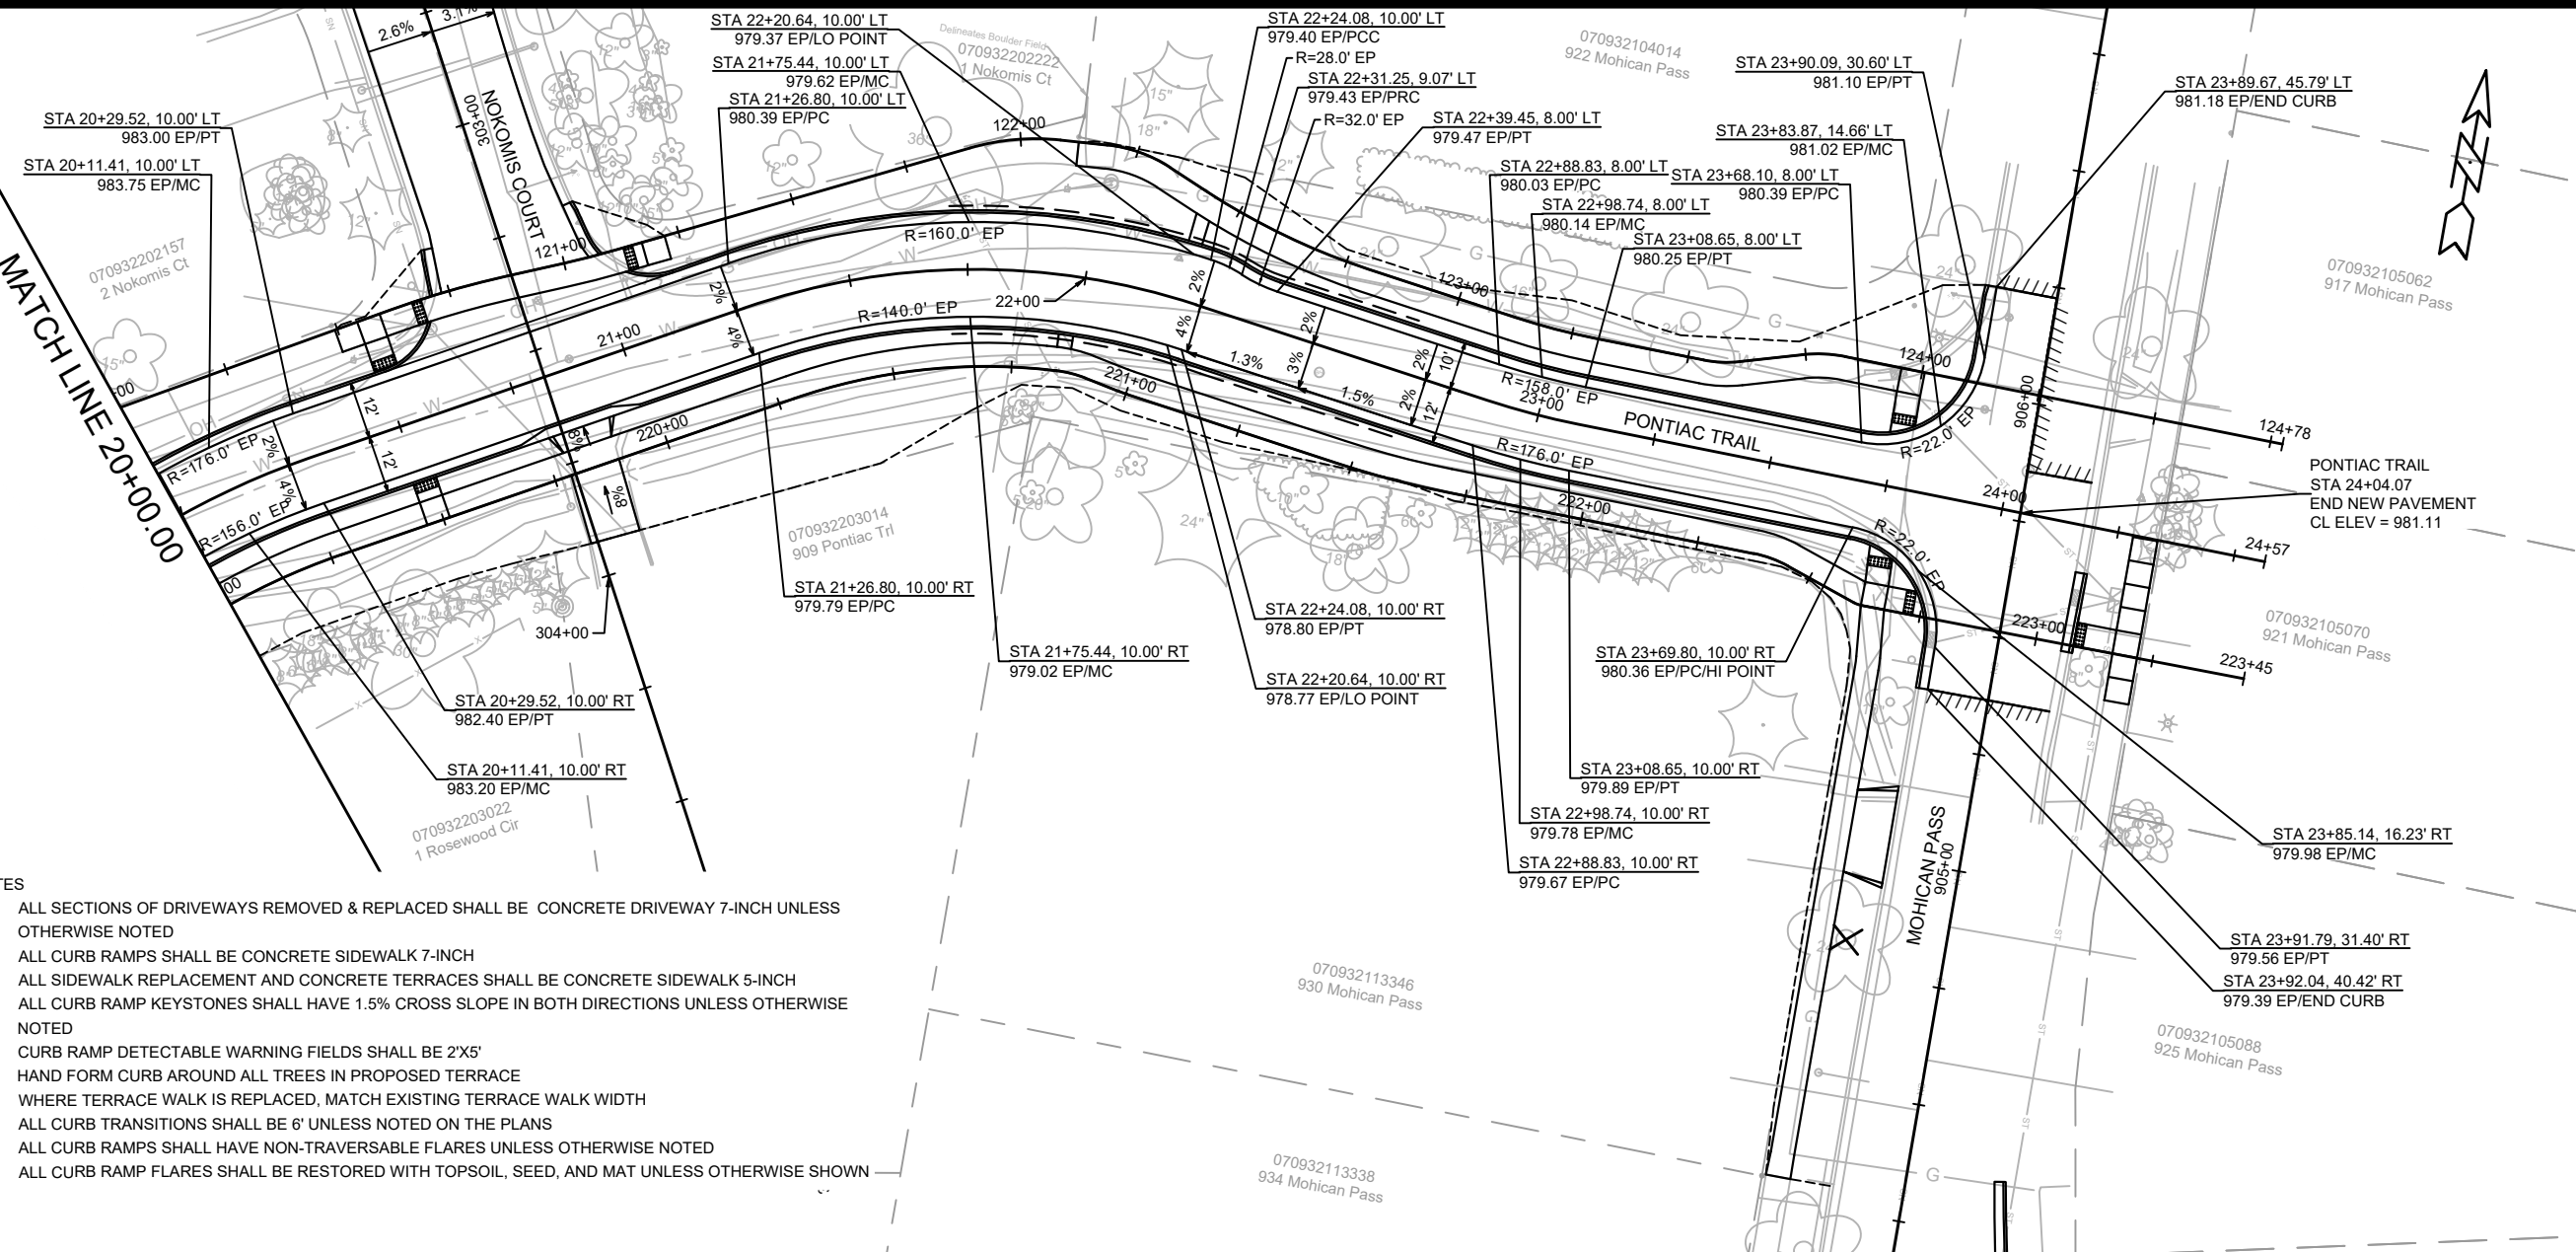 2.6%
3.1%
NOKOMIS COURT
303+00
STA 20+29.52, 10.00' LT
983.00 EP/PT
STA 20+11.41, 10.00' LT
983.75 EP/MC
070932202157
2 Nokomis Ct
MATCH LINE 20+00.00
STA 22+20.64, 10.00' LT
979.37 EP/LO POINT
STA 21+75.44, 10.00' LT
979.62 EP/MC
STA 21+26.80, 10.00' LT
980.39 EP/PC
Delineates Boulder Field
070932202222
1 Nokomis Ct
STA 22+24.08, 10.00' LT
979.40 EP/PCC
R=28.0' EP
STA 22+31.25, 9.07' LT
979.43 EP/PRC
R=32.0' EP
STA 22+39.45, 8.00' LT
979.47 EP/PT
070932104014
922 Mohican Pass
STA 22+88.83, 8.00' LT
980.03 EP/PC
STA 22+98.74, 8.00' LT
980.14 EP/MC
STA 23+08.65, 8.00' LT
980.25 EP/PT
STA 23+90.09, 30.60' LT
981.10 EP/PT
STA 23+83.87, 14.66' LT
981.02 EP/MC
STA 23+68.10, 8.00' LT
980.39 EP/PC
STA 23+89.67, 45.79' LT
981.18 EP/END CURB
070932105062
917 Mohican Pass
121+00
122+00
123+00
124+00
124+78
R=176.0' EP
R=156.0' EP
R=160.0' EP
R=140.0' EP
R=158.0' EP
R=176.0' EP
R=22.0' EP
R=22.0' EP
21+00
22+00
23+00
24+00
24+57
220+00
221+00
222+00
223+00
223+45
2%
4%
12'
12'
2%
4%
2%
4%
1.3%
2%
3%
1.5%
2%
2%
10'
12'
8%
8%
PONTIAC TRAIL
906+00
PONTIAC TRAIL
STA 24+04.07
END NEW PAVEMENT
CL ELEV = 981.11
070932203014
909 Pontiac Trl
304+00
STA 21+26.80, 10.00' RT
979.79 EP/PC
STA 21+75.44, 10.00' RT
979.02 EP/MC
STA 22+24.08, 10.00' RT
978.80 EP/PT
STA 22+20.64, 10.00' RT
978.77 EP/LO POINT
STA 23+69.80, 10.00' RT
980.36 EP/PC/HI POINT
STA 23+08.65, 10.00' RT
979.89 EP/PT
STA 22+98.74, 10.00' RT
979.78 EP/MC
STA 22+88.83, 10.00' RT
979.67 EP/PC
STA 20+29.52, 10.00' RT
982.40 EP/PT
STA 20+11.41, 10.00' RT
983.20 EP/MC
070932203022
1 Rosewood Cir
070932105070
921 Mohican Pass
MOHICAN PASS
905+00
STA 23+85.14, 16.23' RT
979.98 EP/MC
STA 23+91.79, 31.40' RT
979.56 EP/PT
STA 23+92.04, 40.42' RT
979.39 EP/END CURB
070932105088
925 Mohican Pass
070932113346
930 Mohican Pass
070932113338
934 Mohican Pass
TES
ALL SECTIONS OF DRIVEWAYS REMOVED & REPLACED SHALL BE CONCRETE DRIVEWAY 7-INCH UNLESS
OTHERWISE NOTED
ALL CURB RAMPS SHALL BE CONCRETE SIDEWALK 7-INCH
ALL SIDEWALK REPLACEMENT AND CONCRETE TERRACES SHALL BE CONCRETE SIDEWALK 5-INCH
ALL CURB RAMP KEYSTONES SHALL HAVE 1.5% CROSS SLOPE IN BOTH DIRECTIONS UNLESS OTHERWISE
NOTED
CURB RAMP DETECTABLE WARNING FIELDS SHALL BE 2'X5'
HAND FORM CURB AROUND ALL TREES IN PROPOSED TERRACE
WHERE TERRACE WALK IS REPLACED, MATCH EXISTING TERRACE WALK WIDTH
ALL CURB TRANSITIONS SHALL BE 6' UNLESS NOTED ON THE PLANS
ALL CURB RAMPS SHALL HAVE NON-TRAVERSABLE FLARES UNLESS OTHERWISE NOTED
ALL CURB RAMP FLARES SHALL BE RESTORED WITH TOPSOIL, SEED, AND MAT UNLESS OTHERWISE SHOWN